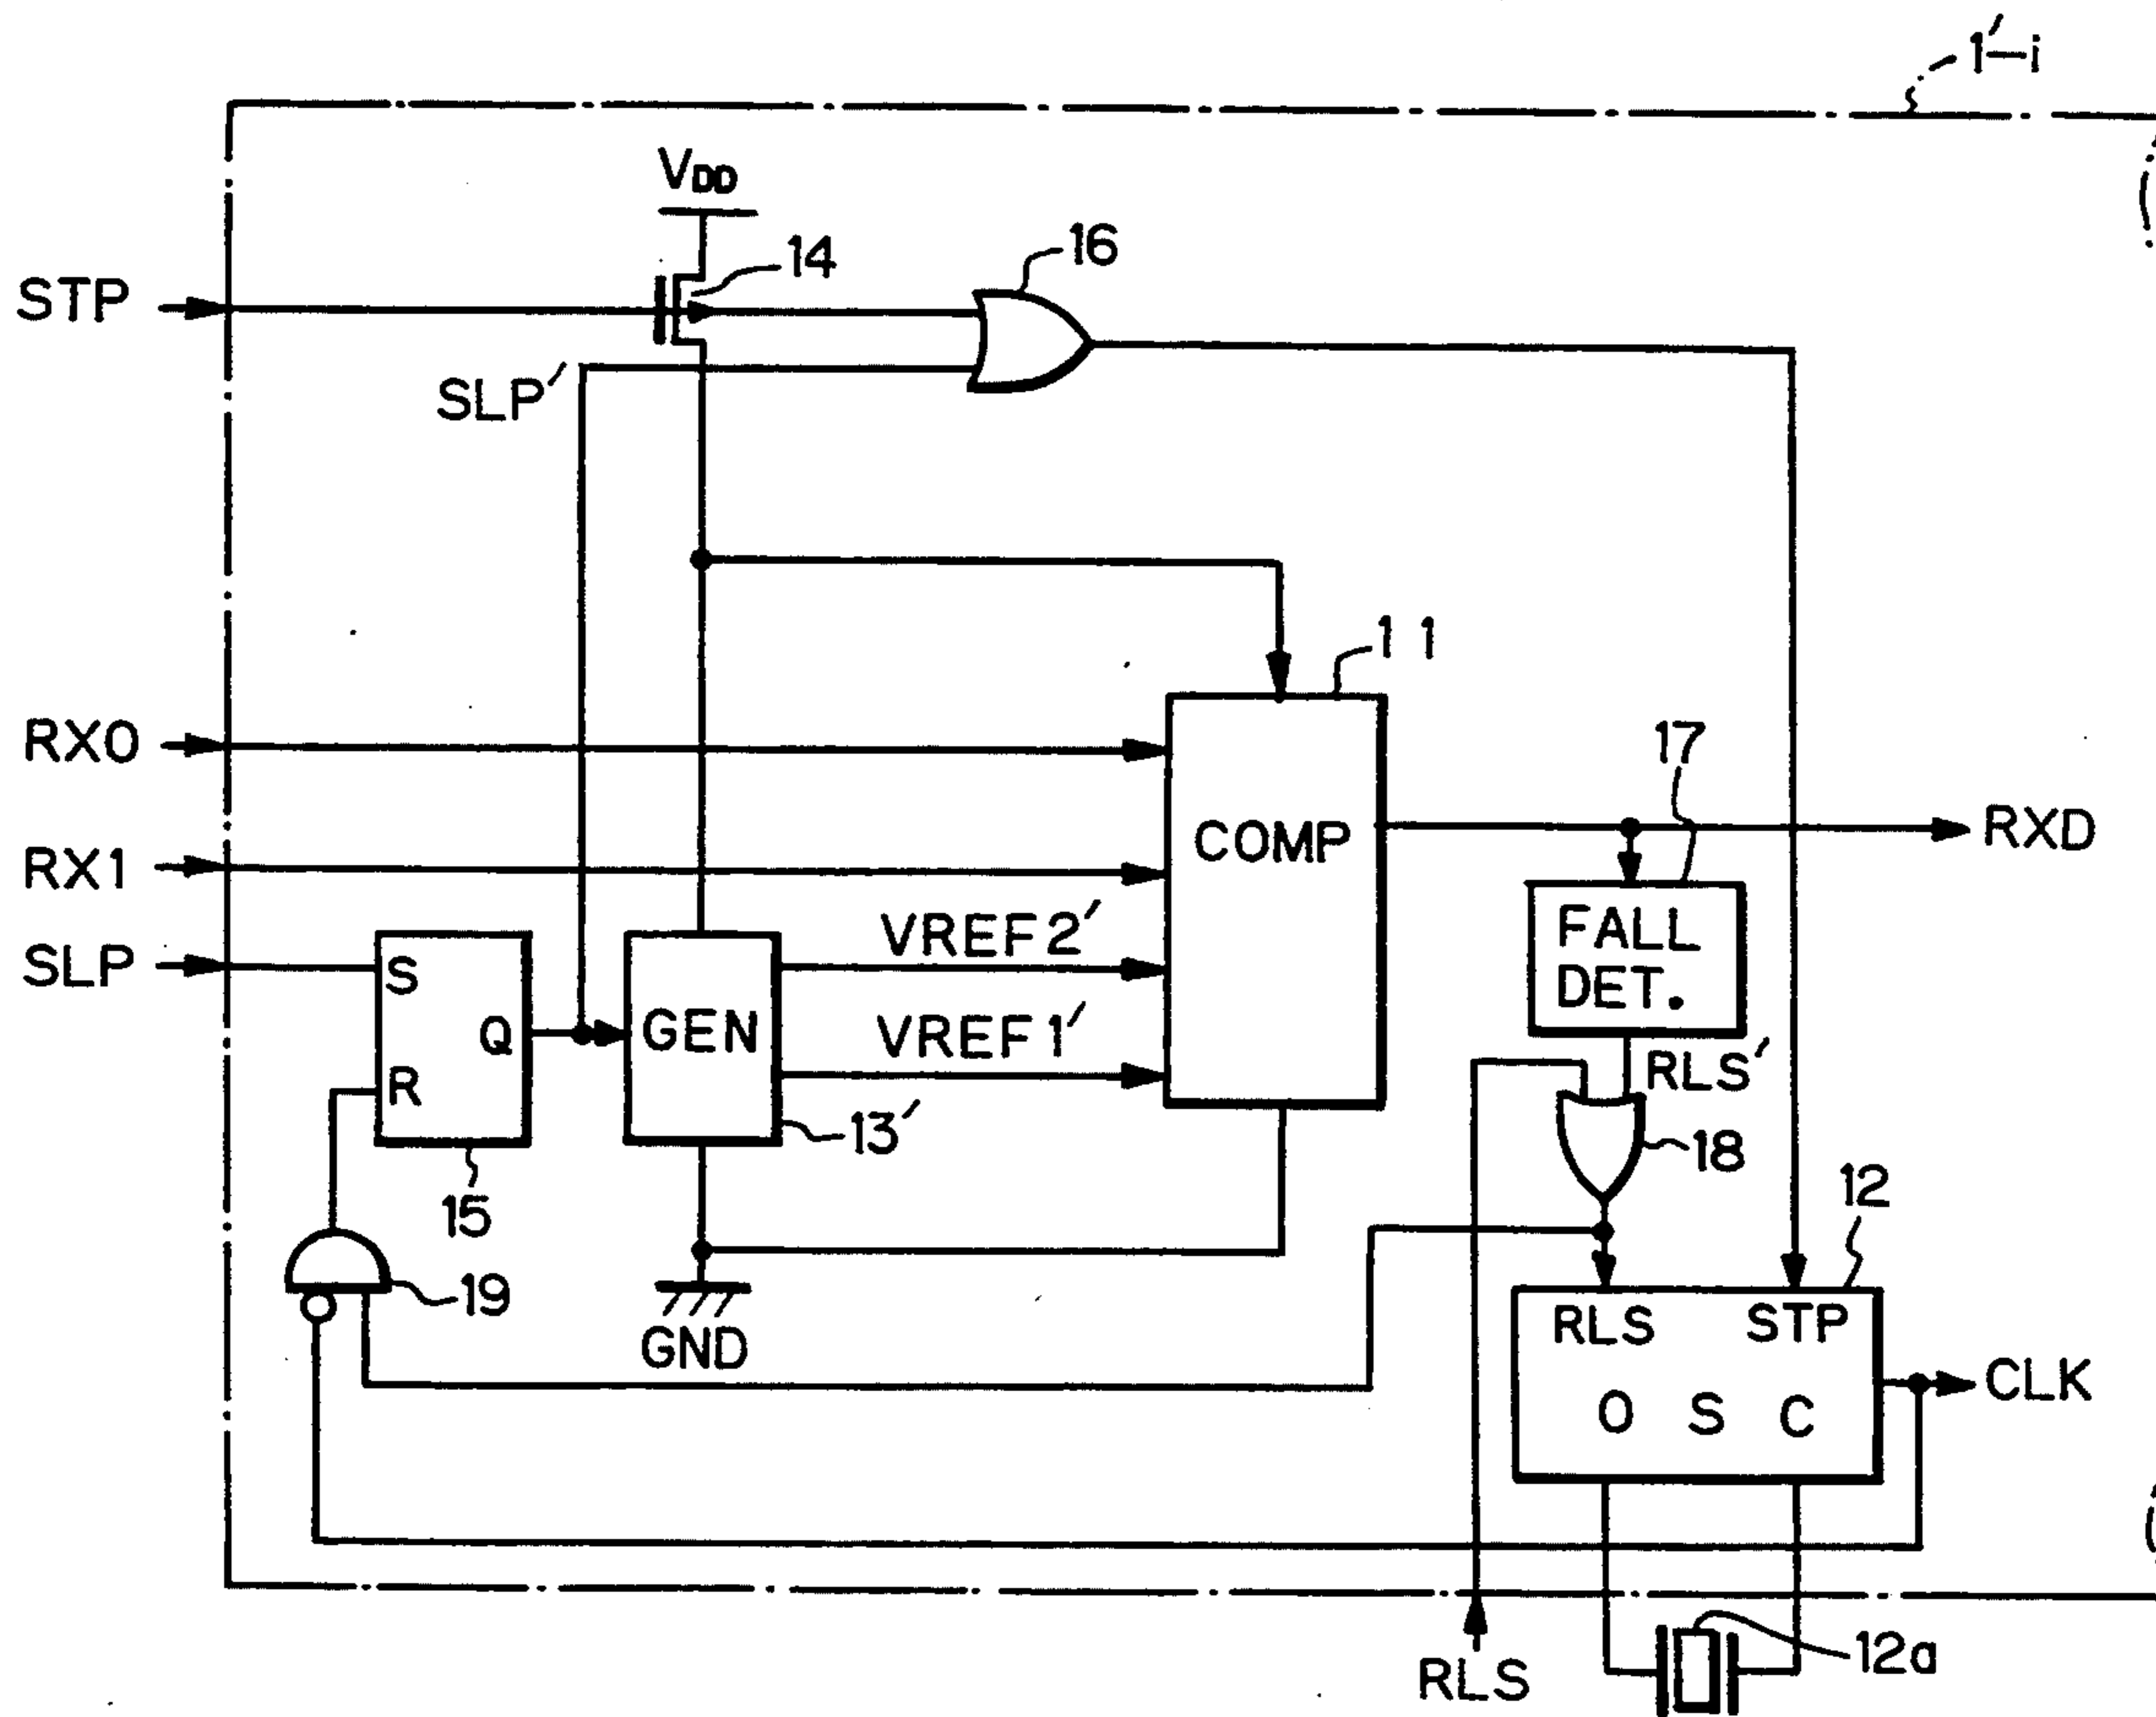 1'-i
VDD
14
16
STP
SLP'
11
RX0
17
COMP
RXD
RX1
VREF2'
FALL
DET.
SLP
S
Q
GEN
VREF1'
RLS'
R
13'
18
15
12
19
RLS
STP
GND
CLK
O S C
12a
RLS